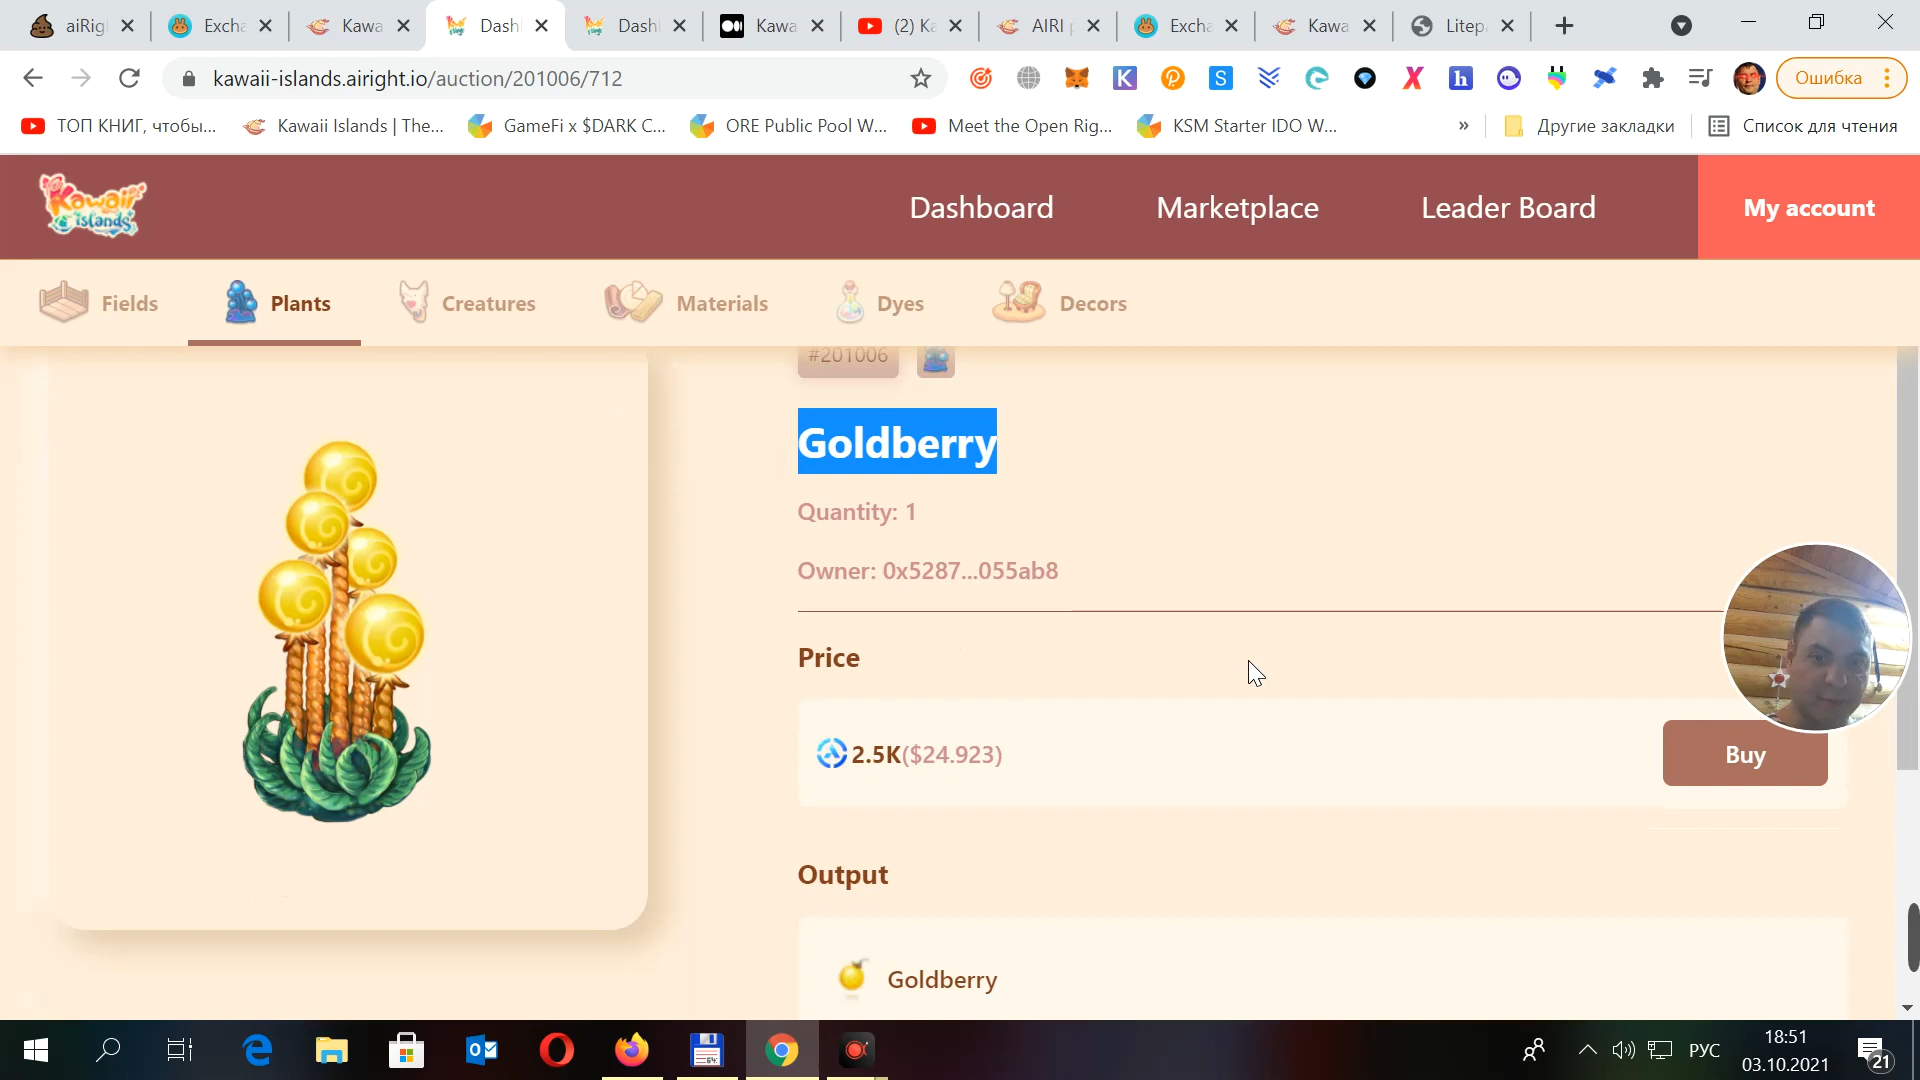 aiRig
Excha
Kawa
Dash
Dash
Kawa
(2) Ka
AIRI p
Excha
Kawa
Litep
kawaii-islands.airight.io/auction/201006/712
Ошибка
ТОП КНИГ, чтобы...
Kawaii Islands | The...
GameFi x $DARK C...
ORE Public Pool W...
Meet the Open Rig...
KSM Starter IDO W...
»
Другие закладки
Список для чтения
Kawaii
islands
Dashboard
Marketplace
Leader Board
My account
Fields
Plants
Creatures
Materials
Dyes
Decors
#201006
Goldberry
Quantity: 1
Owner: 0x5287...055ab8
Price
2.5K($24.923)
Buy
Output
Goldberry
РУС
18:51
03.10.2021
21